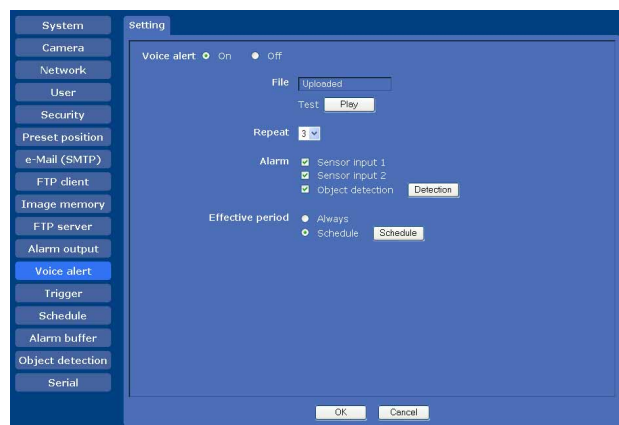 System
Camera
Network
User
Security
Preset position
e-Mail (SMTP)
FTP client
Image memory
FTP server
Alarm output
Voice alert
Trigger
Schedule
Alarm buffer
Object detection
Serial
Setting
Voice alert On Off
File Uploaded
Test Play
Repeat 3
Alarm Sensor input 1
Sensor input 2
Object detection Detection
Effective period Always
Schedule Schedule
OK Cancel